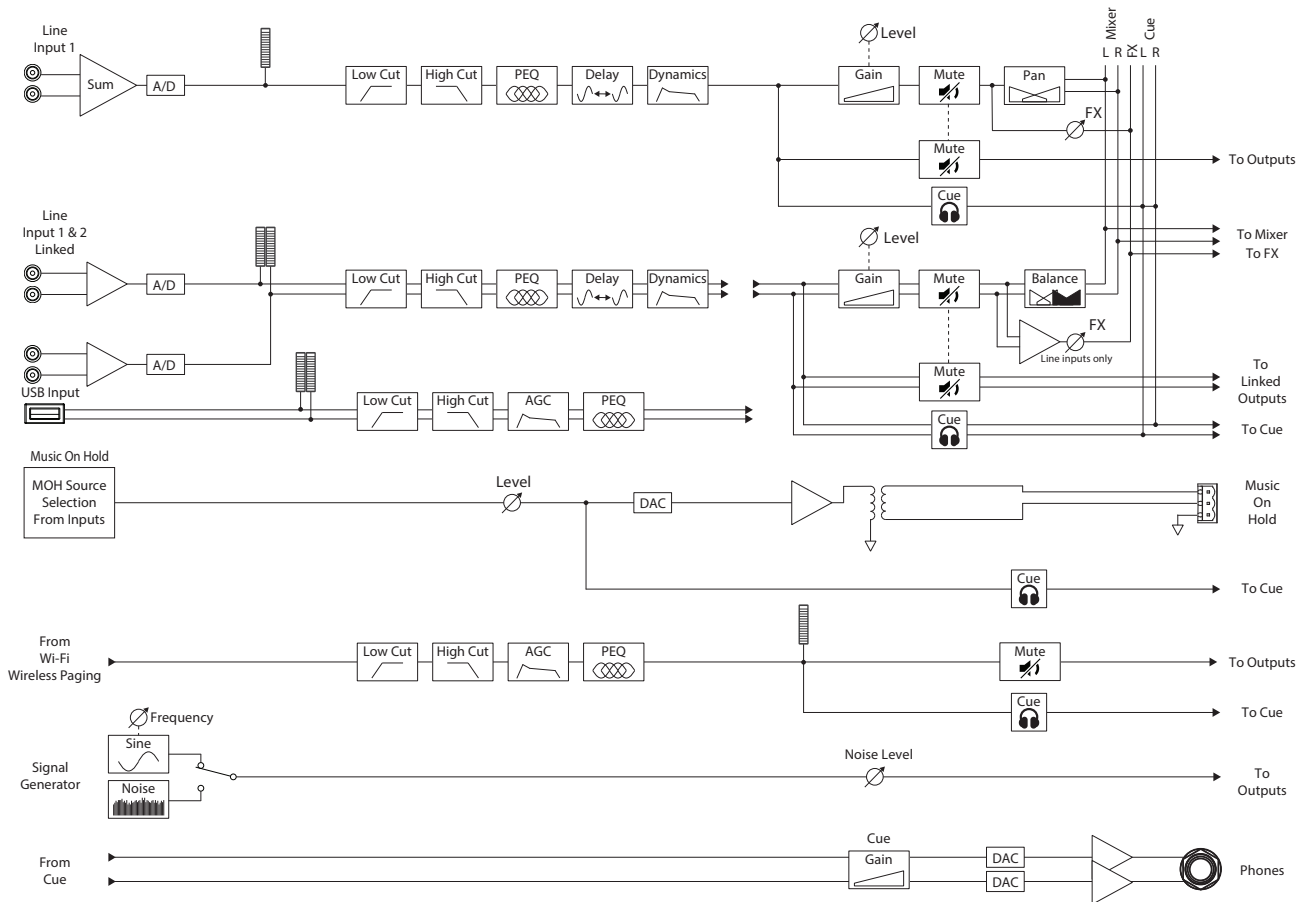 Line
Input 1
Sum
A/D
Low Cut
High Cut
PEQ
Delay
Dynamics
Level
Gain
Mute
Pan
FX
Mute
Cue
L R FX L R
Mixer
Cue
To Outputs
To Mixer
To FX
Line
Input 1 & 2
Linked
A/D
A/D
Low Cut
High Cut
PEQ
Delay
Dynamics
Level
Gain
Mute
Balance
FX
Line inputs only
Mute
Cue
To
Linked
Outputs
To Cue
USB Input
Low Cut
High Cut
AGC
PEQ
Music On Hold
MOH Source
Selection
From Inputs
Level
DAC
Music
On
Hold
Cue
To Cue
From
Wi-Fi
Wireless Paging
Low Cut
High Cut
AGC
PEQ
Mute
To Outputs
Cue
To Cue
Signal
Generator
Frequency
Sine
Noise
Noise Level
To
Outputs
From
Cue
Cue
Gain
DAC
DAC
Phones